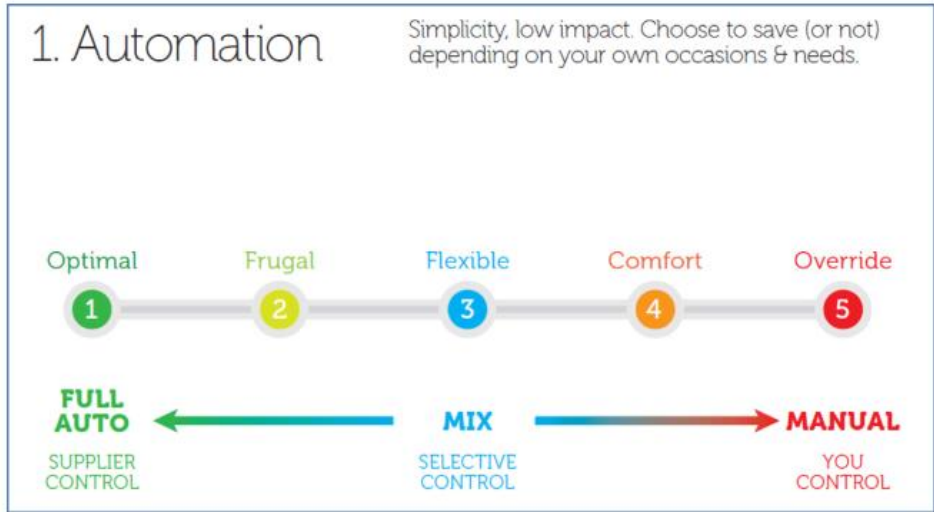 1. Automation
Simplicity, low impact. Choose to save (or not)
depending on your own occasions & needs.
Optimal Frugal Flexible Comfort Override
1 2 3 4 5
FULL
AUTO
MIX
MANUAL
SUPPLIER
CONTROL
SELECTIVE
CONTROL
YOU
CONTROL